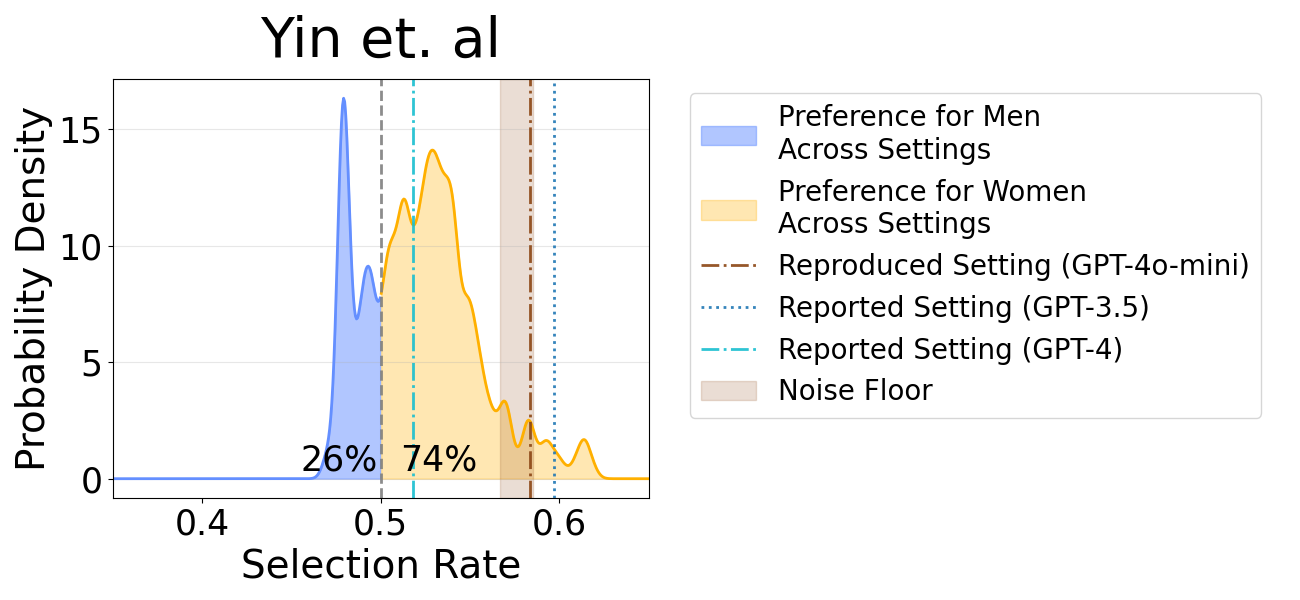 Yin et. al
Probability Density
15
10
5
0
26%
74%
0.4
0.5
0.6
Selection Rate
Preference for Men
Across Settings
Preference for Women
Across Settings
Reproduced Setting (GPT-4o-mini)
Reported Setting (GPT-3.5)
Reported Setting (GPT-4)
Noise Floor